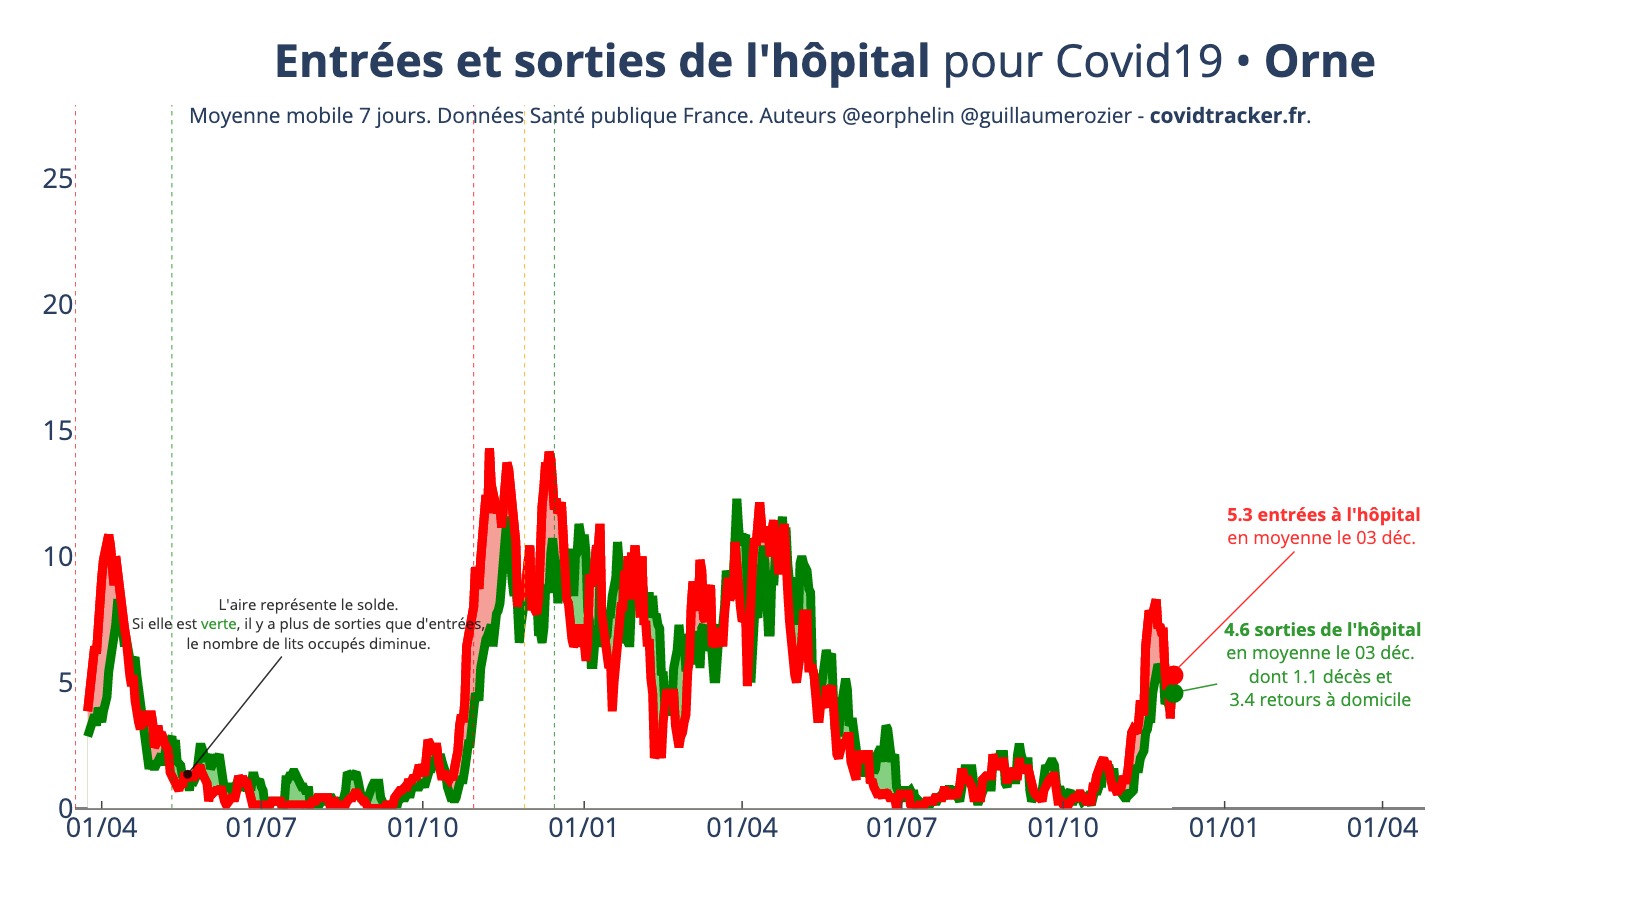 Entrées et sorties de l'hôpital pour Covid19 • Orne
Moyenne mobile 7 jours. Données Santé publique France. Auteurs @eorphelin @guillaumerozier - covidtracker.fr.
25
20
15
10
5
0
L'aire représente le solde.
Si elle est verte, il y a plus de sorties que d'entrées,
le nombre de lits occupés diminue.
5.3 entrées à l'hôpital
en moyenne le 03 déc.
4.6 sorties de l'hôpital
en moyenne le 03 déc.
dont 1.1 décès et
3.4 retours à domicile
01/04 01/07 01/10 01/01 01/04 01/07 01/10 01/01 01/04